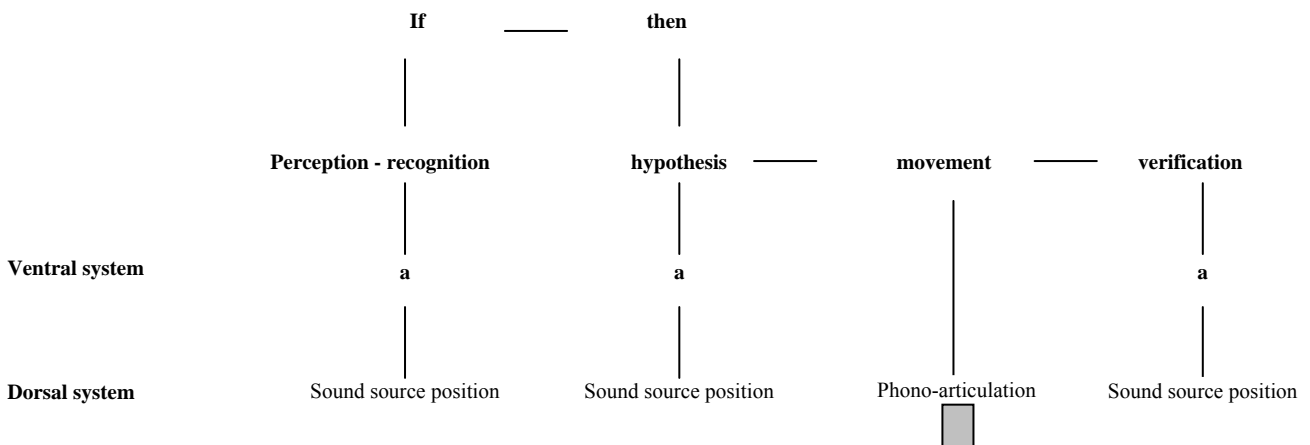 If then
Perception - recognition hypothesis movement verification
Ventral system a a a
Dorsal system Sound source position Sound source position Phono-articulation Sound source position